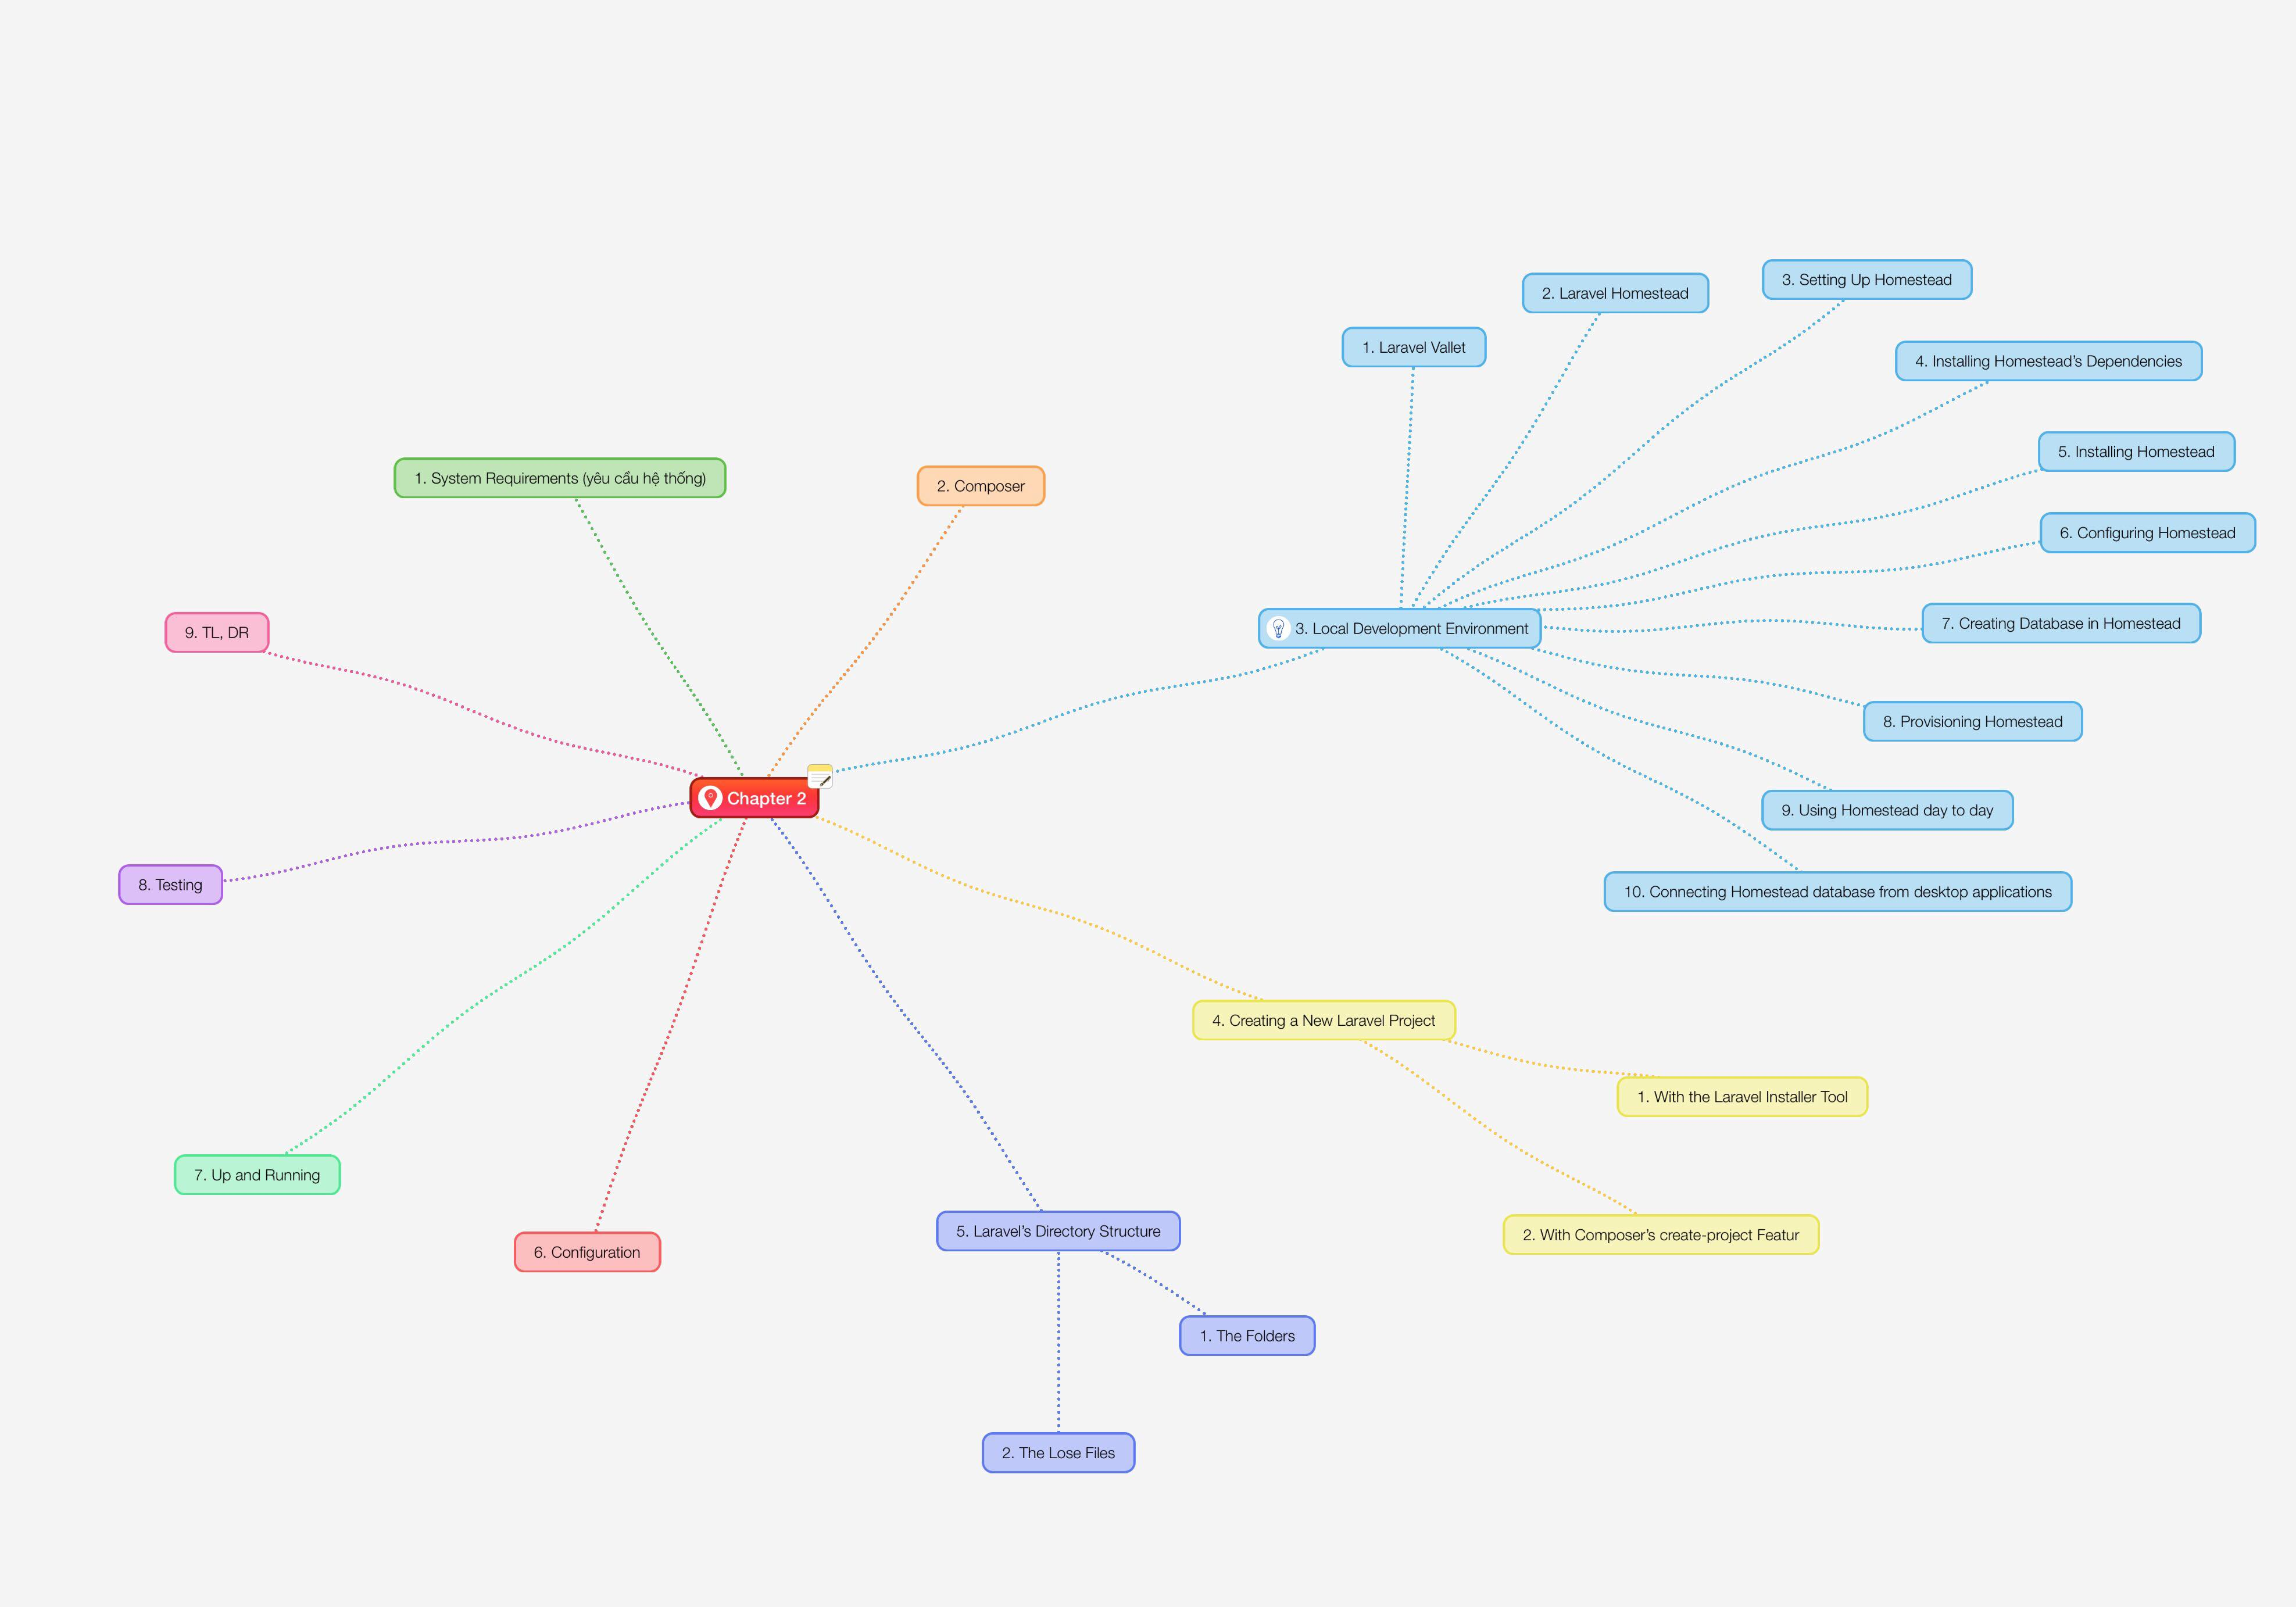 Chapter 2
1. System Requirements (yêu cầu hệ thống)
2. Composer
3. Local Development Environment
1. Laravel Vallet
2. Laravel Homestead
3. Setting Up Homestead
4. Installing Homestead’s Dependencies
5. Installing Homestead
6. Configuring Homestead
7. Creating Database in Homestead
8. Provisioning Homestead
9. Using Homestead day to day
10. Connecting Homestead database from desktop applications
4. Creating a New Laravel Project
1. With the Laravel Installer Tool
2. With Composer’s create-project Featur
5. Laravel’s Directory Structure
1. The Folders
2. The Lose Files
6. Configuration
7. Up and Running
8. Testing
9. TL, DR